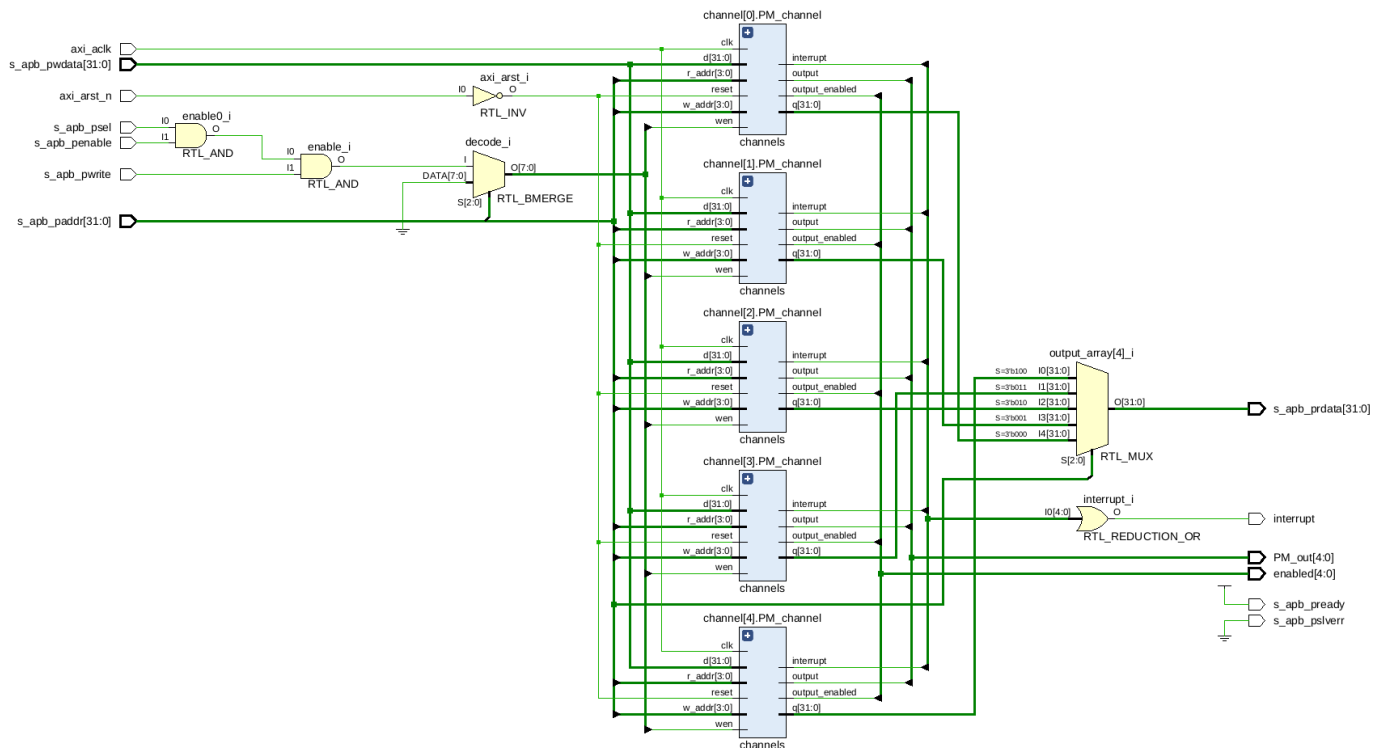 axi_aclk
s_apb_pwdata[31:0]
axi_arst_n
s_apb_psel
s_apb_penable
s_apb_pwrite
s_apb_paddr[31:0]
enable0_i
I0
I1
O
RTL_AND
enable_i
I0
I1
O
RTL_AND
axi_arst_i
I0
O
RTL_INV
decode_i
I
DATA[7:0]
S[2:0]
O[7:0]
RTL_BMERGE
channel[0].PM_channel
clk
d[31:0]
r_addr[3:0]
reset
w_addr[3:0]
wen
interrupt
output
output_enabled
q[31:0]
channels
channel[1].PM_channel
clk
d[31:0]
r_addr[3:0]
reset
w_addr[3:0]
wen
interrupt
output
output_enabled
q[31:0]
channels
channel[2].PM_channel
clk
d[31:0]
r_addr[3:0]
reset
w_addr[3:0]
wen
interrupt
output
output_enabled
q[31:0]
channels
channel[3].PM_channel
clk
d[31:0]
r_addr[3:0]
reset
w_addr[3:0]
wen
interrupt
output
output_enabled
q[31:0]
channels
channel[4].PM_channel
clk
d[31:0]
r_addr[3:0]
reset
w_addr[3:0]
wen
interrupt
output
output_enabled
q[31:0]
channels
output_array[4]_i
S=3'b100 I0[31:0]
S=3'b011 I1[31:0]
S=3'b010 I2[31:0]
S=3'b001 I3[31:0]
S=3'b000 I4[31:0]
S[2:0]
O[31:0]
RTL_MUX
interrupt_i
I0[4:0]
O
RTL_REDUCTION_OR
s_apb_prdata[31:0]
interrupt
PM_out[4:0]
enabled[4:0]
s_apb_pready
s_apb_pslverr